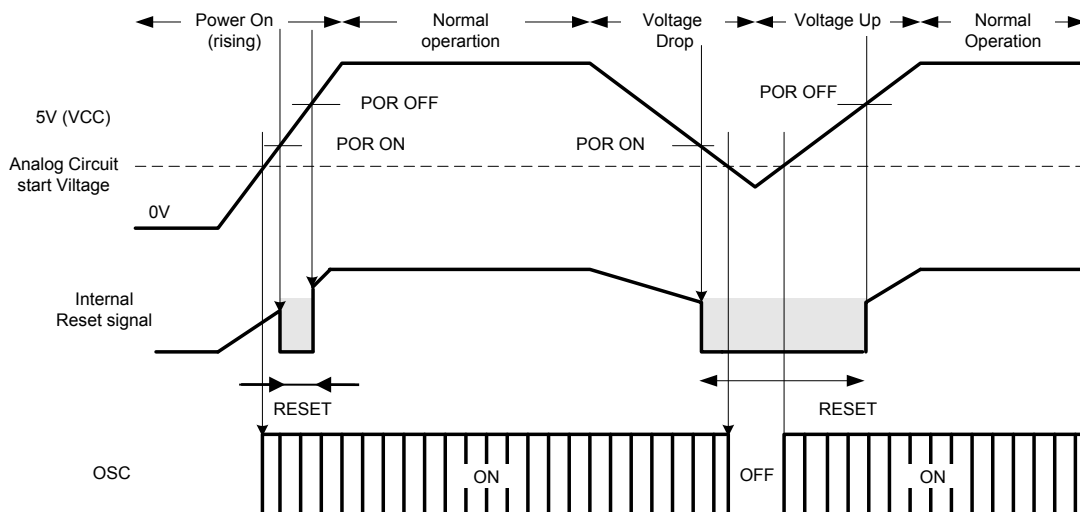 Power On
(rising)
Normal
operartion
Voltage
Drop
Voltage Up
Normal
Operation
5V (VCC)
POR OFF
POR ON
POR ON
POR OFF
Analog Circuit
start Viltage
0V
Internal
Reset signal
RESET
RESET
OSC
ON
OFF
ON